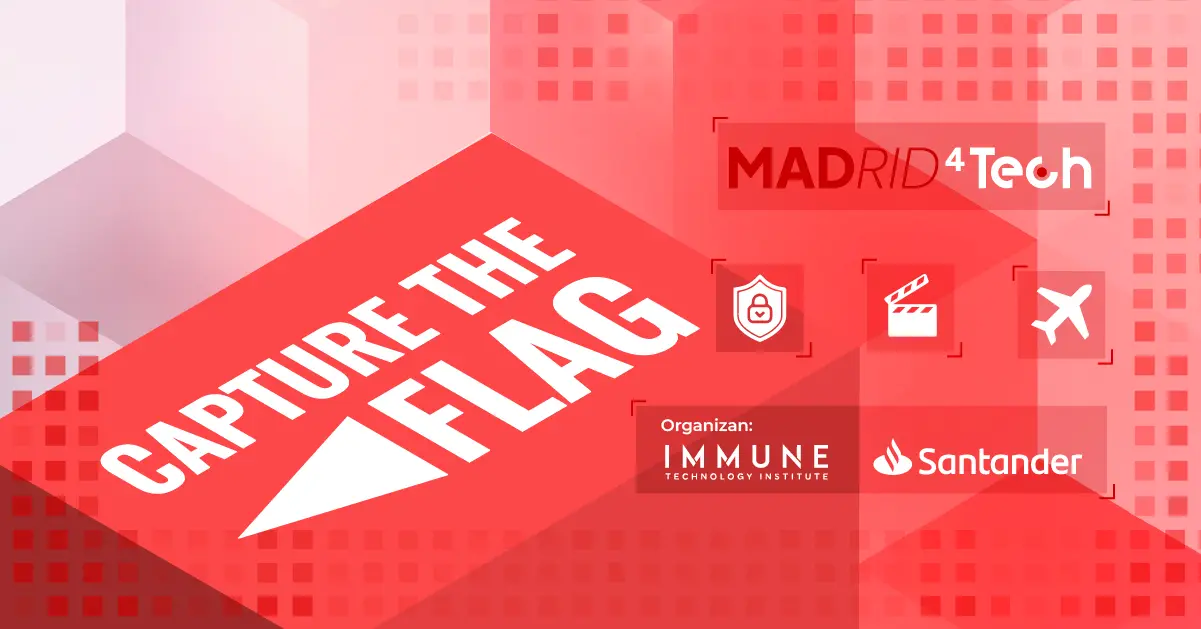 CAPTURE THE
FLAG
MADRID4Tech
Organizan:
IMMUNE
TECHNOLOGY INSTITUTE
Santander